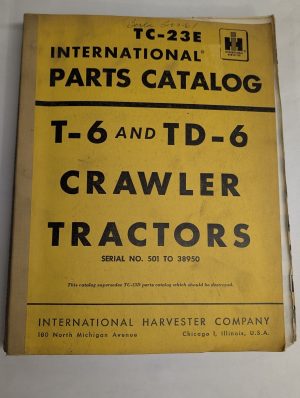 TC-23E
INTERNATIONAL®
PARTS CATALOG
T-6 AND TD-6
CRAWLER
TRACTORS
SERIAL NO. 501 TO 38950
This catalog supersedes TC-23D parts catalog which should be destroyed.
INTERNATIONAL HARVESTER COMPANY
180 North Michigan Avenue Chicago 1, Illinois, U.S.A.